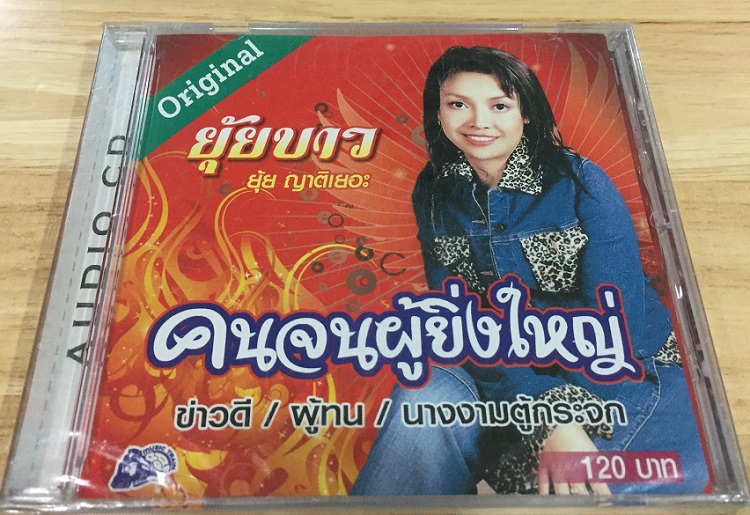 Original
AUDIO CD
ยุ้ยบาว
ยุ้ย ญาติเยอะ
คนจนผู้ยิ่งใหญ่
ข่าวดี / ผู้ทน / นางงามตู้กระจก
120 บาท